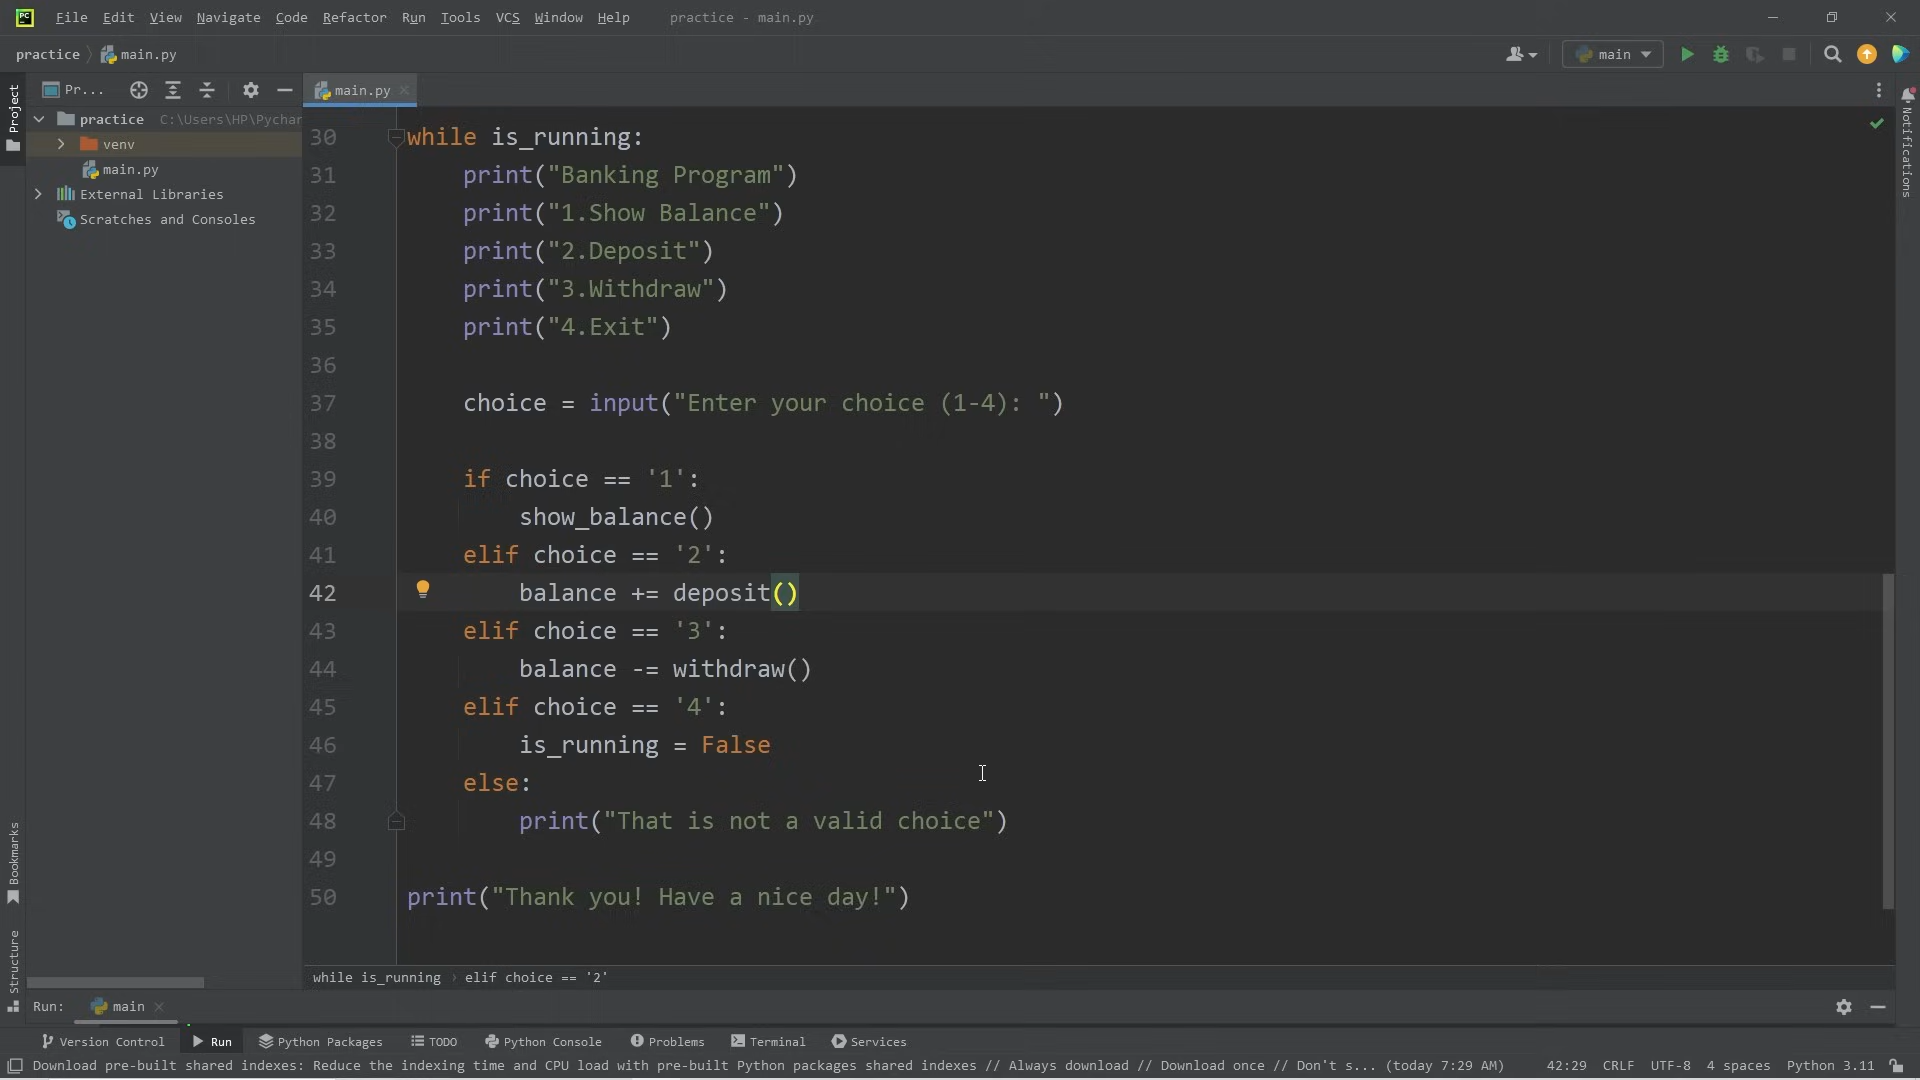 PC File Edit View Navigate Code Refactor Run Tools VCS Window Help practice - main.py
practice main.py main
Project Pr... main.py
practice C:\Users\HP\Pychar
venv
main.py
External Libraries
Scratches and Consoles
30 while is_running:
31 print("Banking Program")
32 print("1.Show Balance")
33 print("2.Deposit")
34 print("3.Withdraw")
35 print("4.Exit")
36
37 choice = input("Enter your choice (1-4): ")
38
39 if choice == '1':
40 show_balance()
41 elif choice == '2':
42 balance += deposit()
43 elif choice == '3':
44 balance -= withdraw()
45 elif choice == '4':
46 is_running = False
47 else:
48 print("That is not a valid choice")
49
50 print("Thank you! Have a nice day!")
Notifications
Bookmarks
Structure
while is_running › elif choice == '2'
Run: main
Version Control Run Python Packages TODO Python Console Problems Terminal Services
Download pre-built shared indexes: Reduce the indexing time and CPU load with pre-built Python packages shared indexes // Always download // Download once // Don't s... (today 7:29 AM) 42:29 CRLF UTF-8 4 spaces Python 3.11